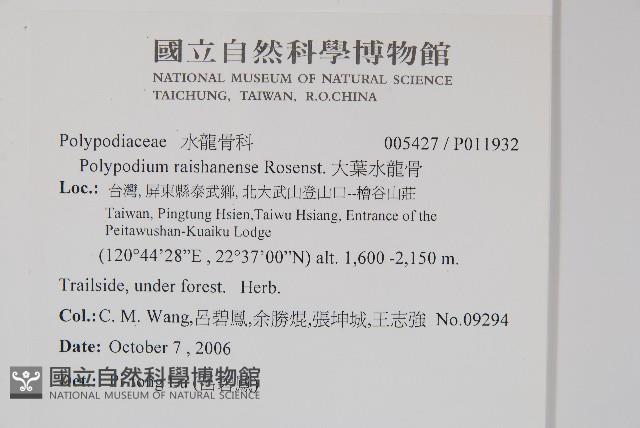 國立自然科學博物館
NATIONAL MUSEUM OF NATURAL SCIENCE
TAICHUNG, TAIWAN, R.O.CHINA
Polypodiaceae 水龍骨科 005427 / P011932
Polypodium raishanense Rosenst. 大葉水龍骨
Loc.: 台灣, 屏東縣泰武鄉, 北大武山登山口--檜谷山莊
Taiwan, Pingtung Hsien,Taiwu Hsiang, Entrance of the
Peitawushan-Kuaiku Lodge
(120°44'28”E , 22°37'00”N) alt. 1,600 -2,150 m.
Trailside, under forest. Herb.
Col.: C. M. Wang,呂碧鳳,余勝焜,張坤城,王志強 No.09294
Date: October 7 , 2006
(呂碧鳳)
國立自然科學博物館
NATIONAL MUSEUM OF NATURAL SCIENCE